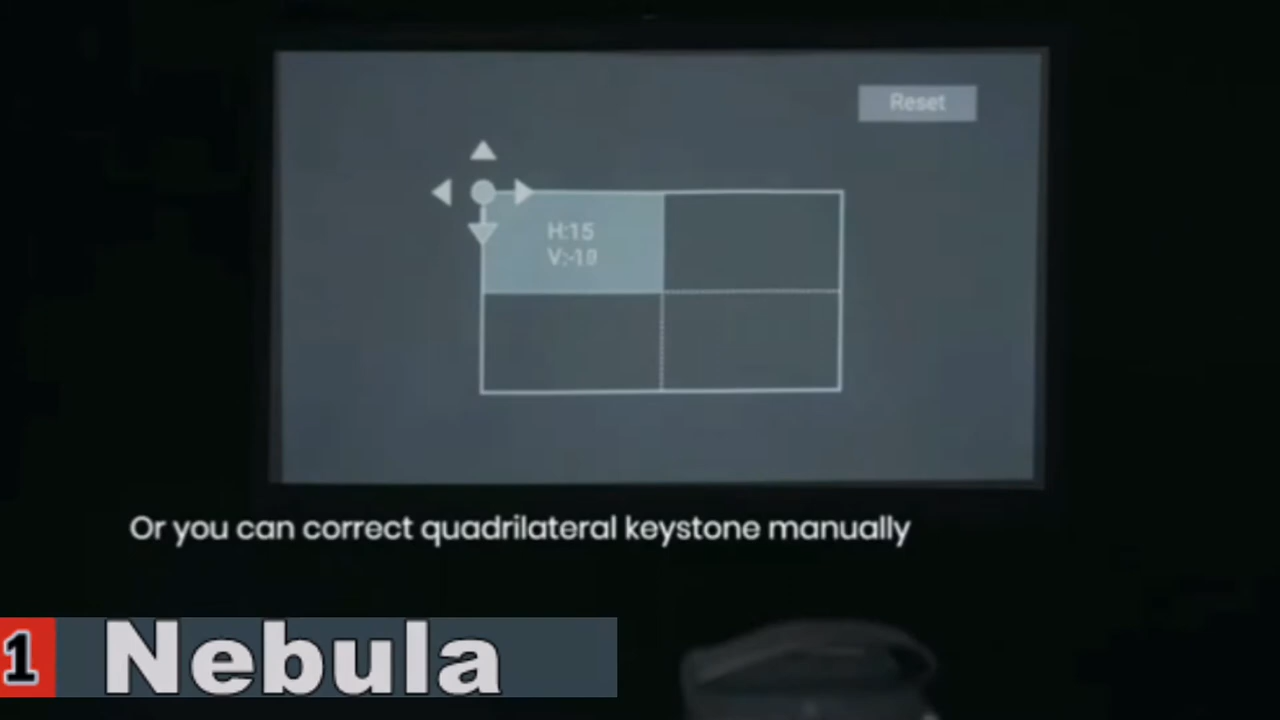 Reset
H:15
V:-10
Or you can correct quadrilateral keystone manually
1 Nebula